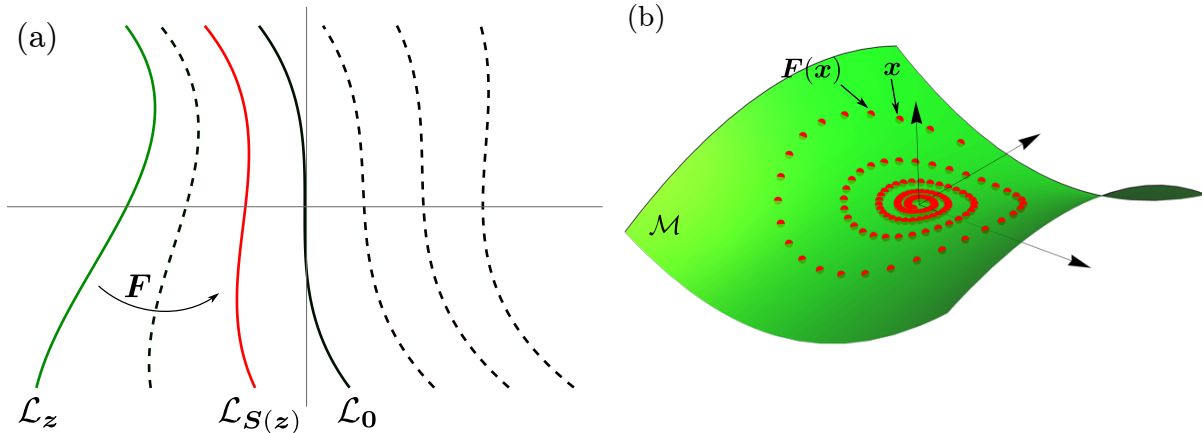 (a)
F
ℒ_z
ℒ_S(z)
ℒ_0
(b)
F(x)
x
ℳ